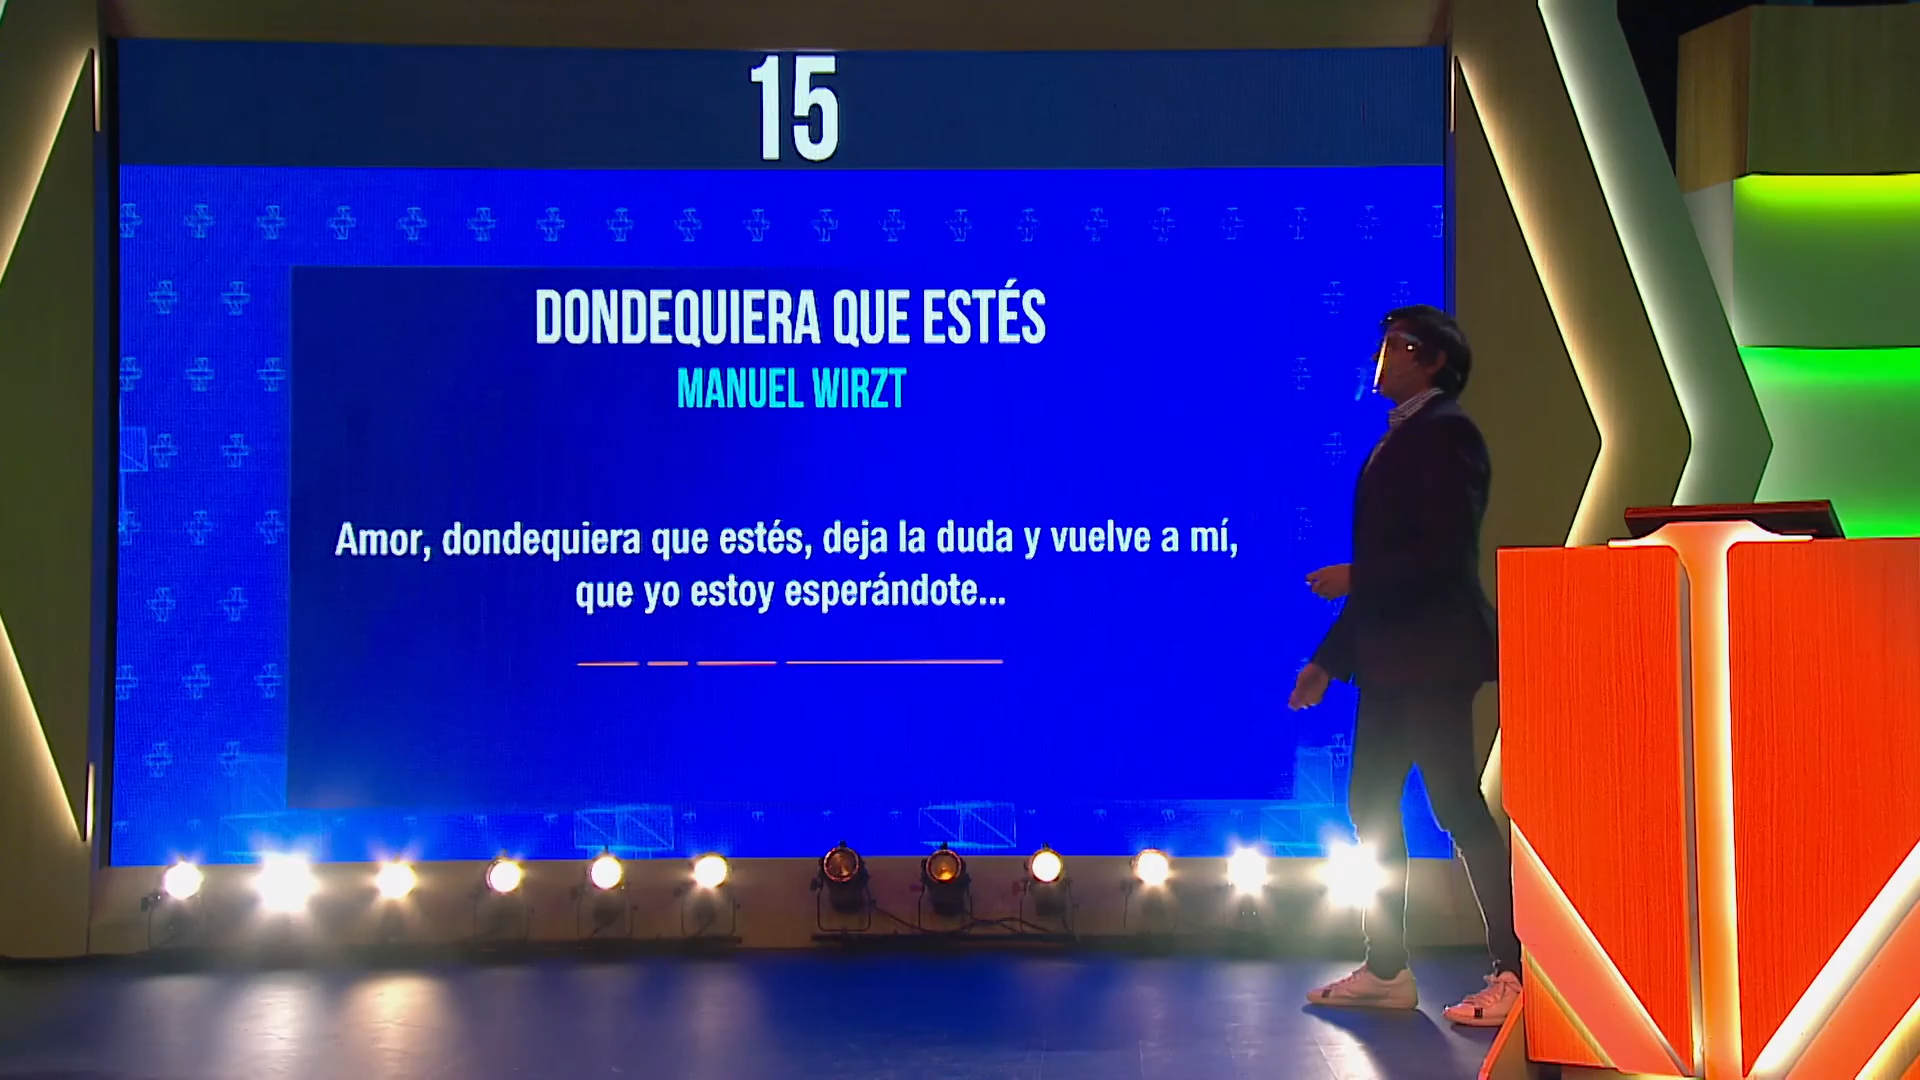 15
DONDEQUIERA QUE ESTÉS
MANUEL WIRZT
Amor, dondequiera que estés, deja la duda y vuelve a mí,
que yo estoy esperándote...